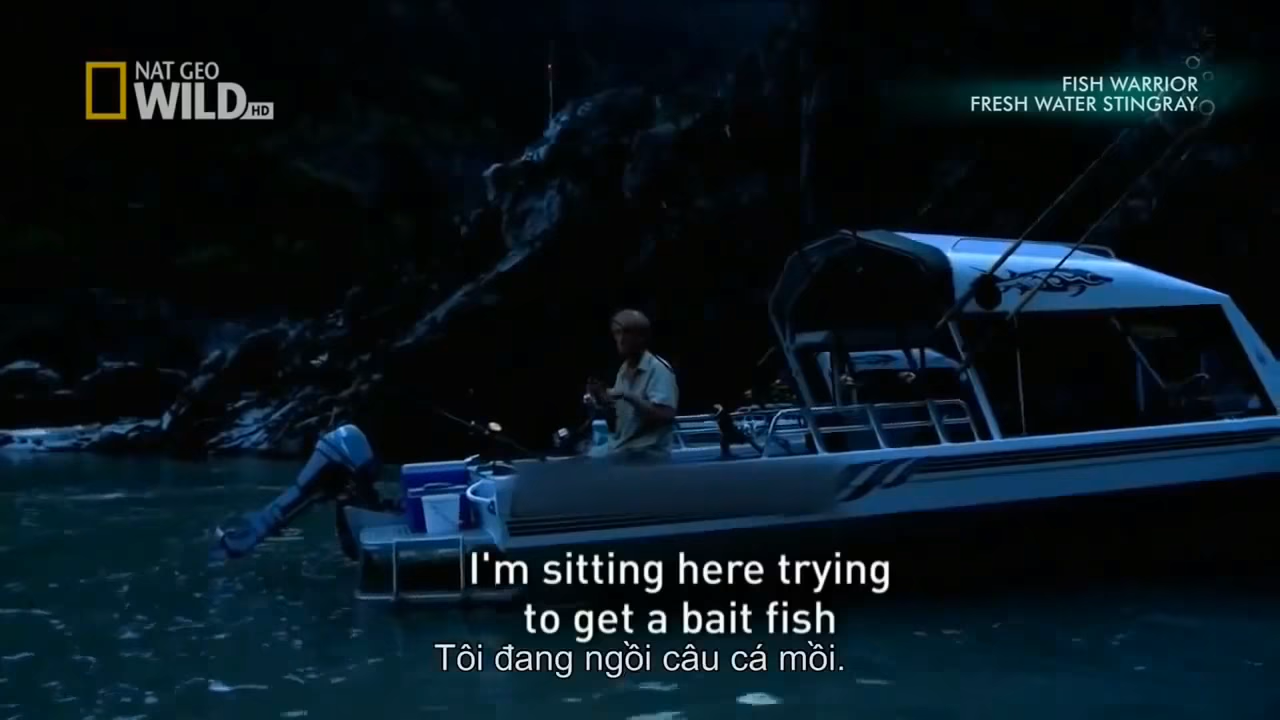 NAT GEO
WILD HD
FISH WARRIOR
FRESH WATER STINGRAY
I'm sitting here trying
to get a bait fish
Tôi đang ngồi câu cá mồi.